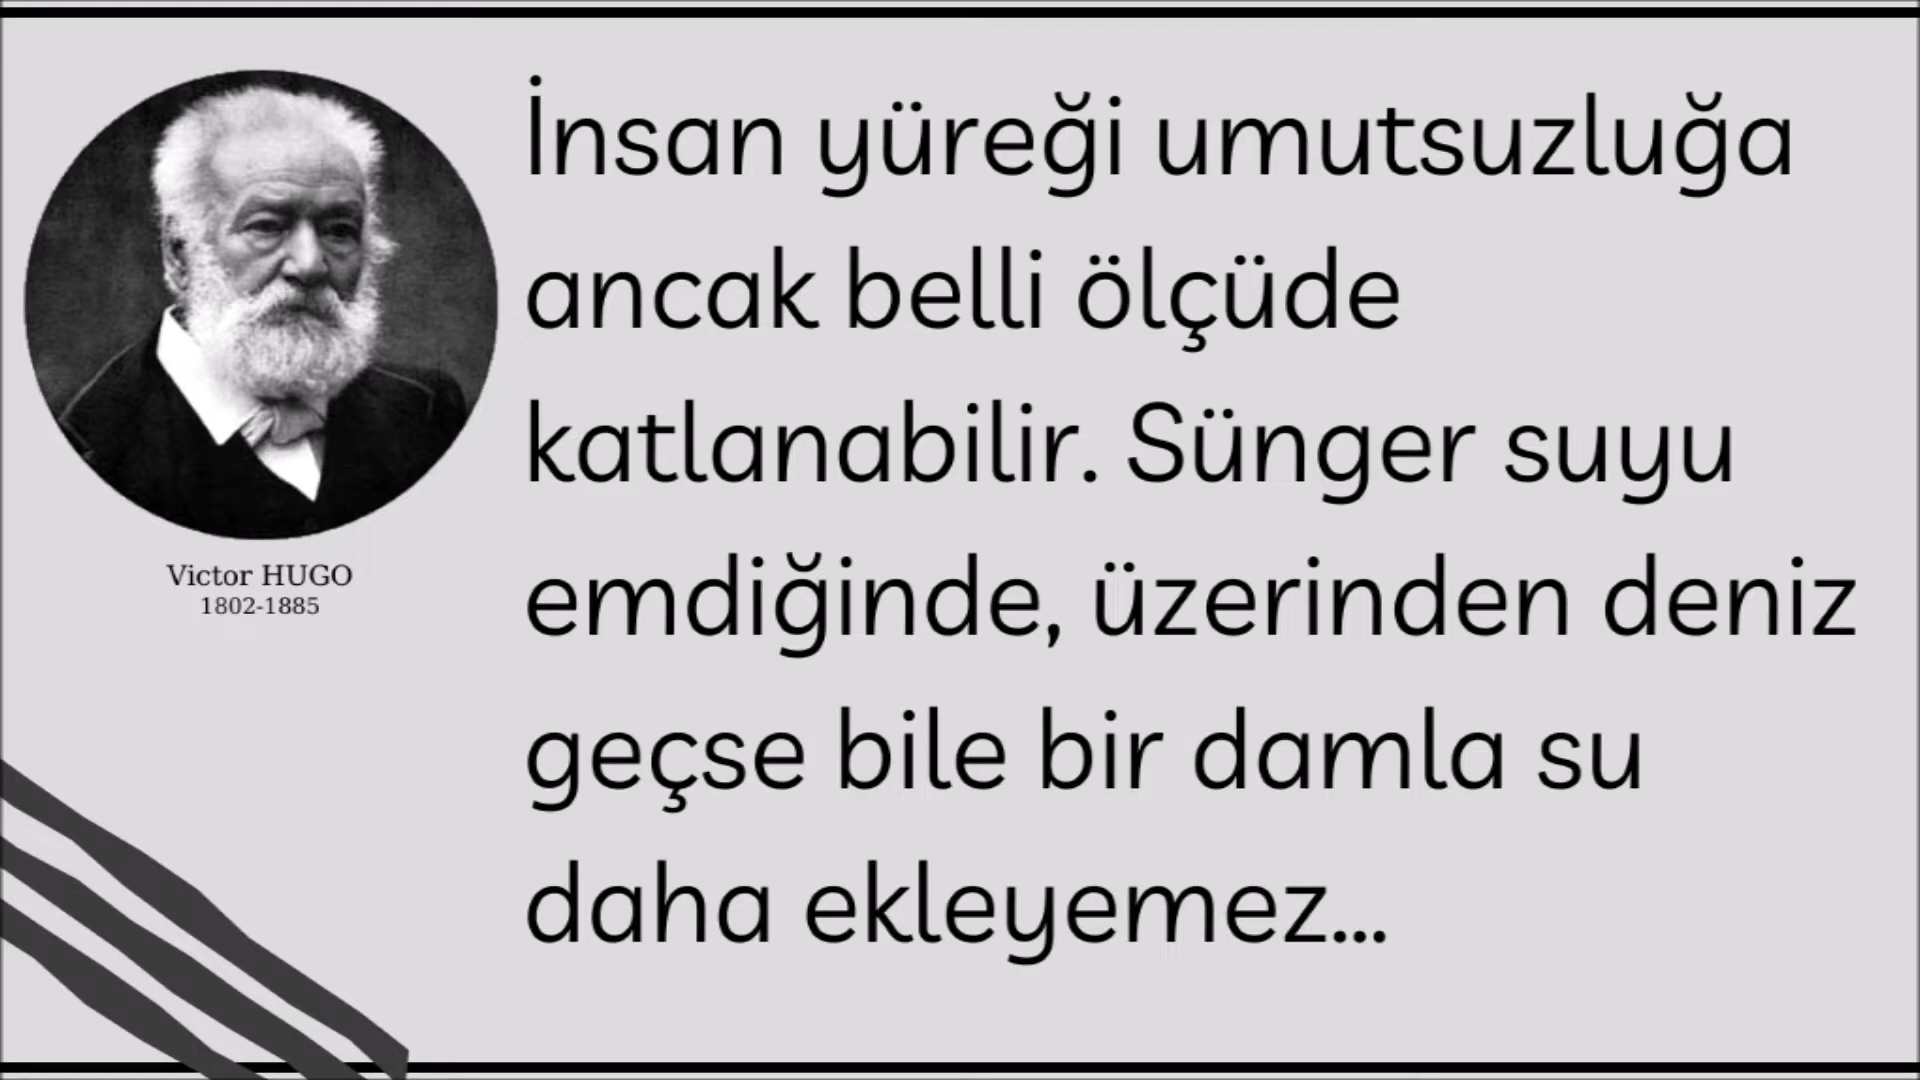 İnsan yüreği umutsuzluğa
ancak belli ölçüde
katlanabilir. Sünger suyu
emdiğinde, üzerinden deniz
geçse bile bir damla su
daha ekleyemez...
Victor HUGO
1802-1885